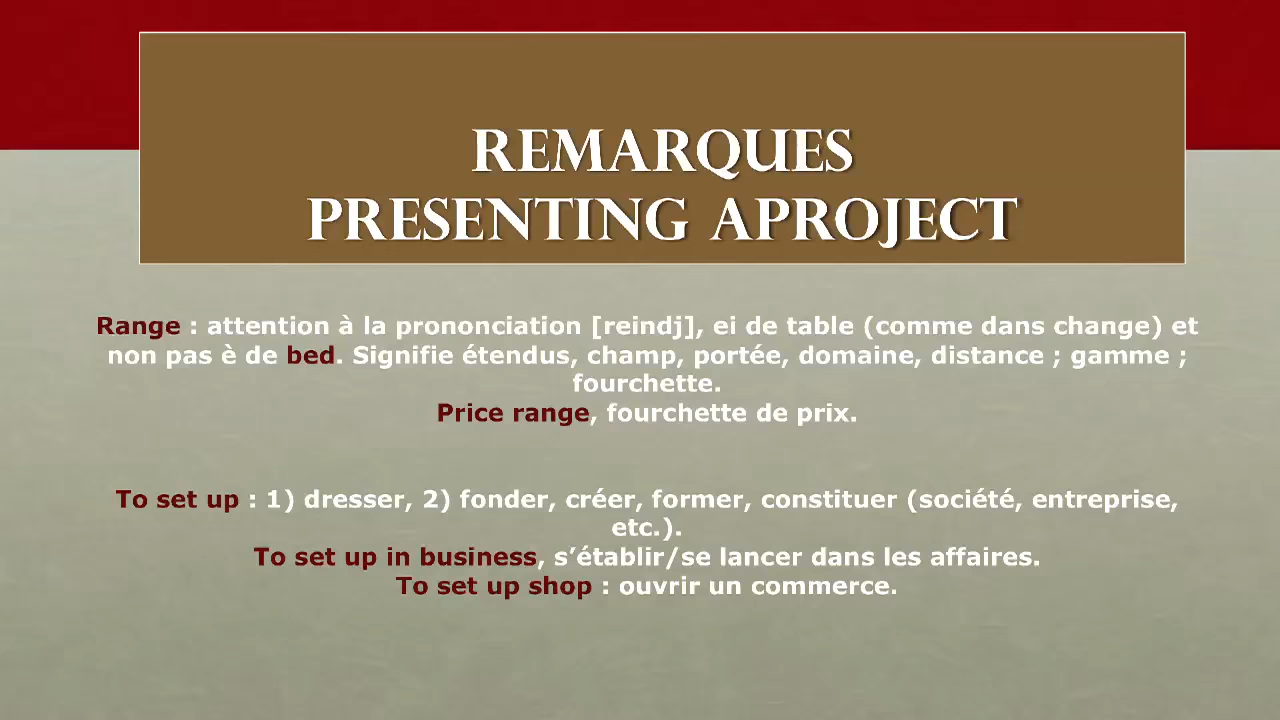 REMARQUES
PRESENTING APROJECT
Range : attention à la prononciation [reindj], ei de table (comme dans change) et
non pas è de bed. Signifie étendus, champ, portée, domaine, distance ; gamme ;
fourchette.
Price range, fourchette de prix.
To set up : 1) dresser, 2) fonder, créer, former, constituer (société, entreprise,
etc.).
To set up in business, s’établir/se lancer dans les affaires.
To set up shop : ouvrir un commerce.